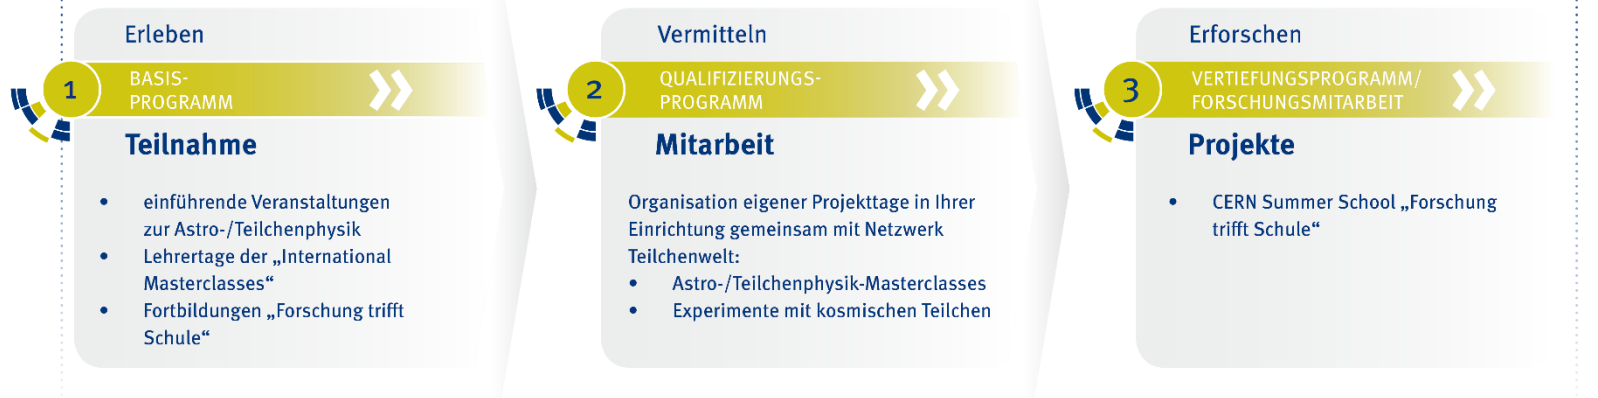 Erleben
1
BASIS-
PROGRAMM
Teilnahme
• einführende Veranstaltungen
zur Astro-/Teilchenphysik
• Lehrertage der „International
Masterclasses“
• Fortbildungen „Forschung trifft
Schule“
Vermitteln
2
QUALIFIZIERUNGS-
PROGRAMM
Mitarbeit
Organisation eigener Projekttage in Ihrer
Einrichtung gemeinsam mit Netzwerk
Teilchenwelt:
• Astro-/Teilchenphysik-Masterclasses
• Experimente mit kosmischen Teilchen
Erforschen
3
VERTIEFUNGSPROGRAMM/
FORSCHUNGSMITARBEIT
Projekte
• CERN Summer School „Forschung
trifft Schule“